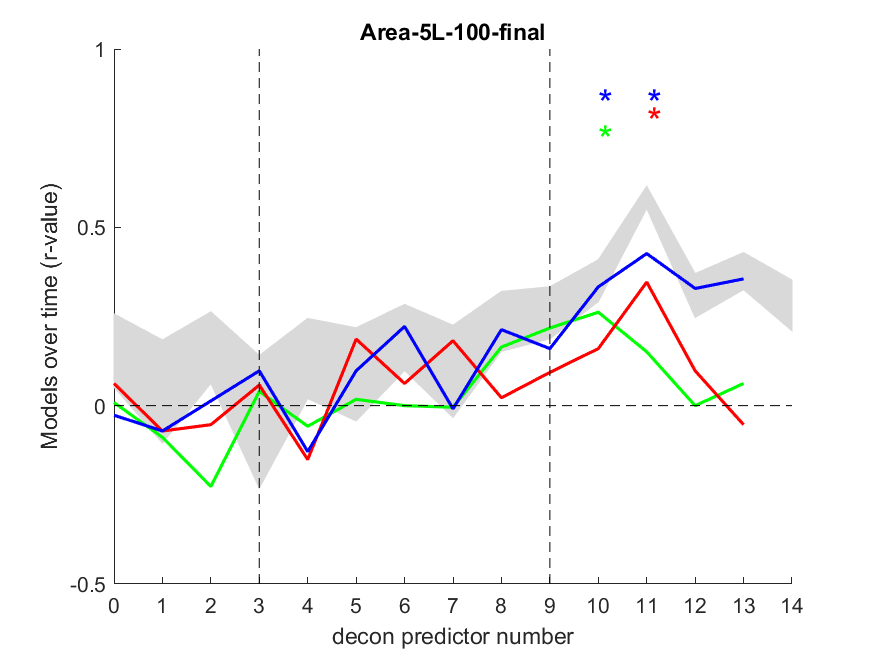 Area-5L-100-final
1
0.5
0
-0.5
Models over time (r-value)
* *
*
*
0 1 2 3 4 5 6 7 8 9 10 11 12 13 14
decon predictor number